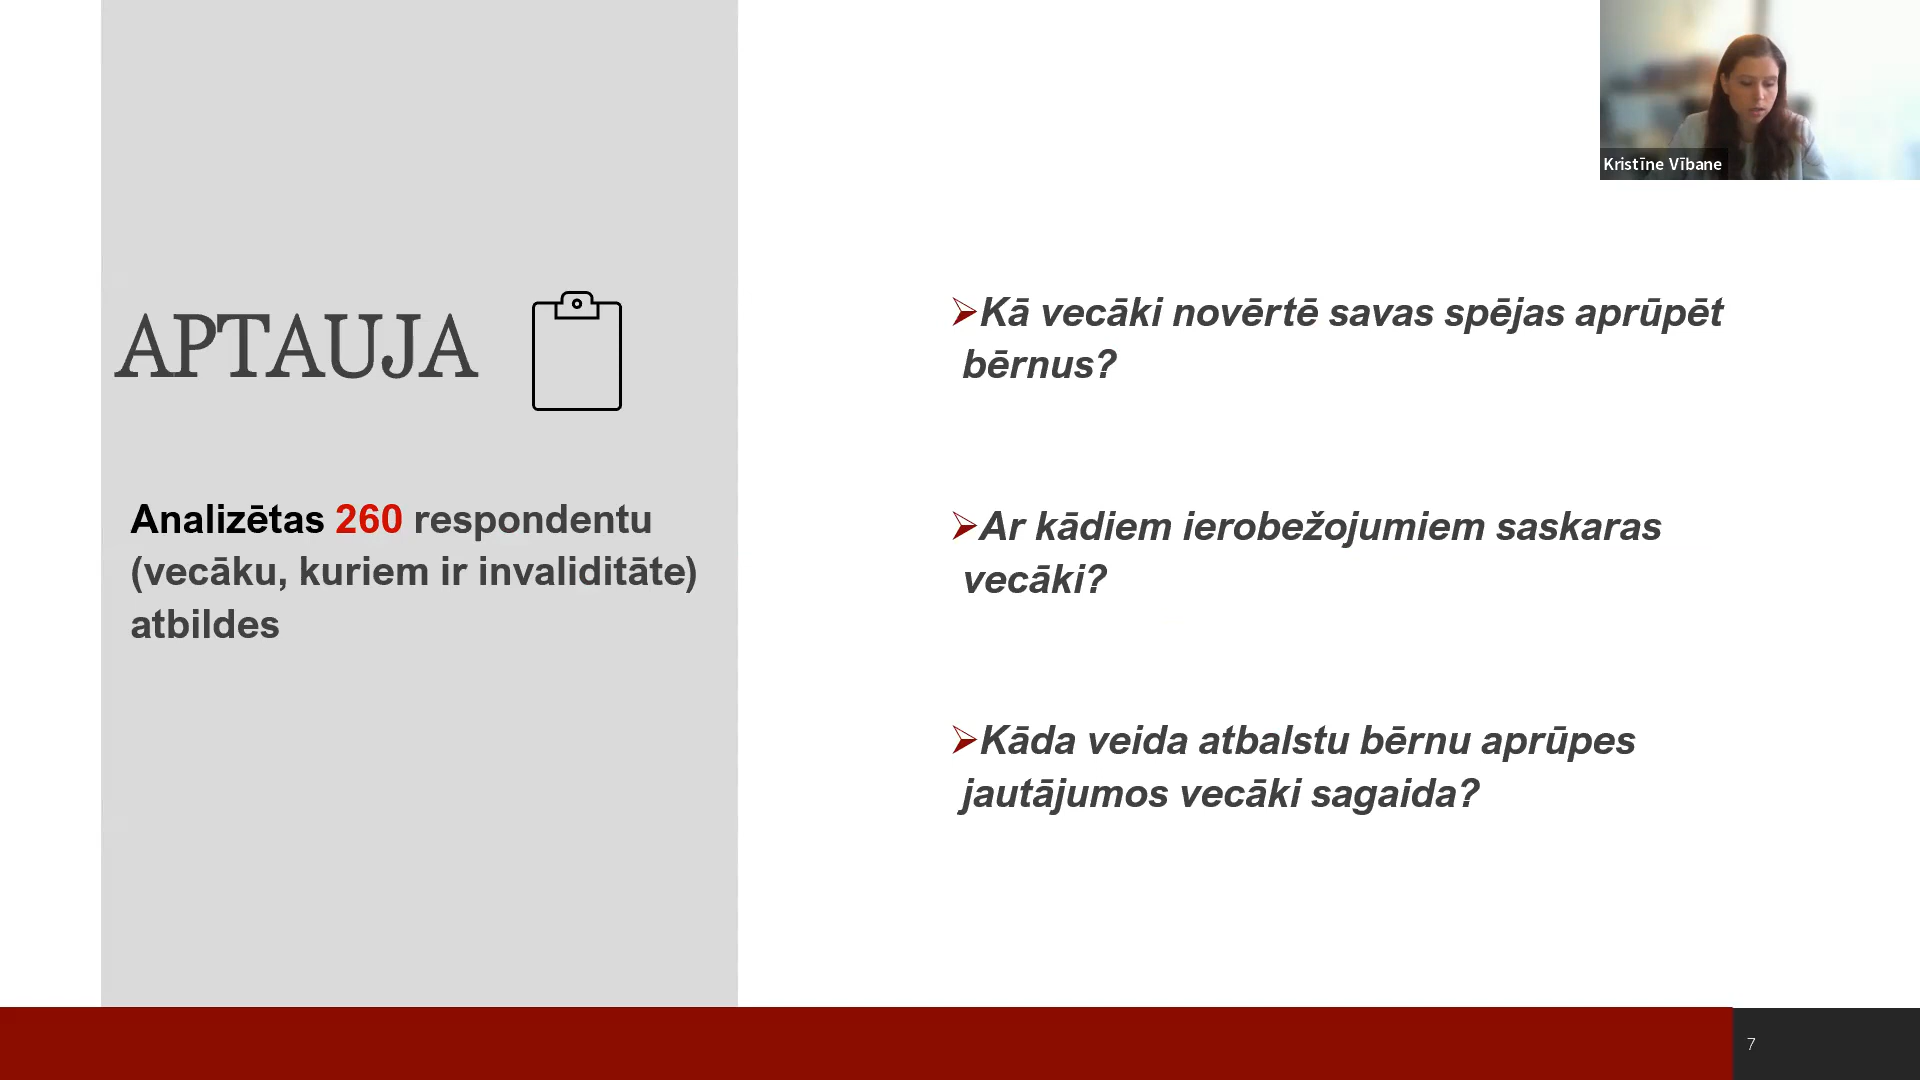 APTAUJA
Analizētas 260 respondentu
(vecāku, kuriem ir invaliditāte)
atbildes
Kristīne Vībane
➢Kā vecāki novērtē savas spējas aprūpēt
bērnus?
➢Ar kādiem ierobežojumiem saskaras
vecāki?
➢Kāda veida atbalstu bērnu aprūpes
jautājumos vecāki sagaida?
7